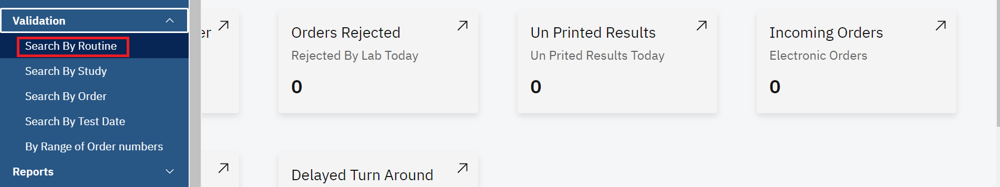 Validation
Search By Routine
Search By Study
Search By Order
Search By Test Date
By Range of Order numbers
Reports
er
Orders Rejected
Rejected By Lab Today
0
Un Printed Results
Un Prited Results Today
0
Incoming Orders
Electronic Orders
0
Delayed Turn Around